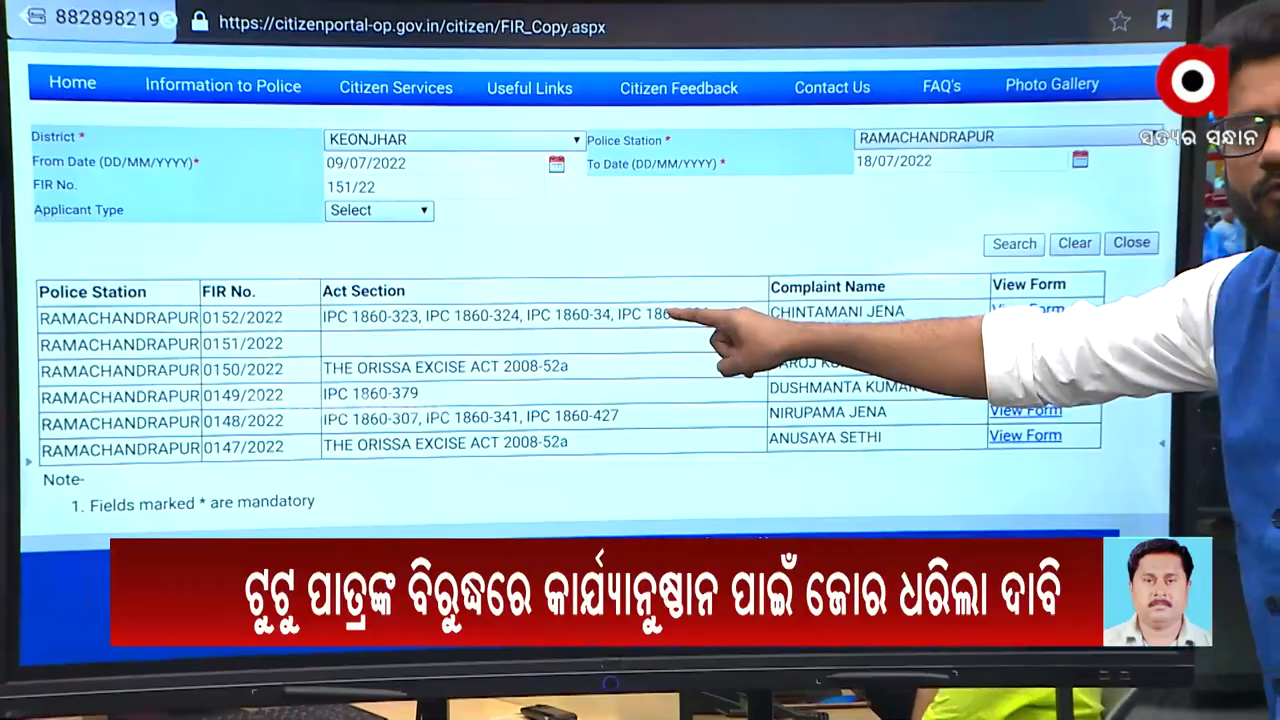 882898219
https://citizenportal-op.gov.in/citizen/FIR_Copy.aspx
Home Information to Police Citizen Services Useful Links Citizen Feedback Contact Us FAQ's Photo Gallery
ସତ୍ୟର ସନ୍ଧାନ
District * KEONJHAR Police Station * RAMACHANDRAPUR
From Date (DD/MM/YYYY)* 09/07/2022 To Date (DD/MM/YYYY) * 18/07/2022
FIR No. 151/22
Applicant Type Select
Search Clear Close
Police Station FIR No. Act Section Complaint Name View Form
RAMACHANDRAPUR 0152/2022 IPC 1860-323, IPC 1860-324, IPC 1860-34, IPC CHINTAMANI JENA View Form
RAMACHANDRAPUR 0151/2022
RAMACHANDRAPUR 0150/2022 THE ORISSA EXCISE ACT 2008-52a
RAMACHANDRAPUR 0149/2022 IPC 1860-379 DUSHMANTA KUMAR
RAMACHANDRAPUR 0148/2022 IPC 1860-307, IPC 1860-341, IPC 1860-427 NIRUPAMA JENA View Form
RAMACHANDRAPUR 0147/2022 THE ORISSA EXCISE ACT 2008-52a ANUSAYA SETHI View Form
Note-
1. Fields marked * are mandatory
ଟୁଟୁ ପାତ୍ରଙ୍କ ବିରୁଦ୍ଧରେ କାର୍ଯ୍ୟାନୁଷ୍ଠାନ ପାଇଁ ଜୋର ଧରିଲା ଦାବି